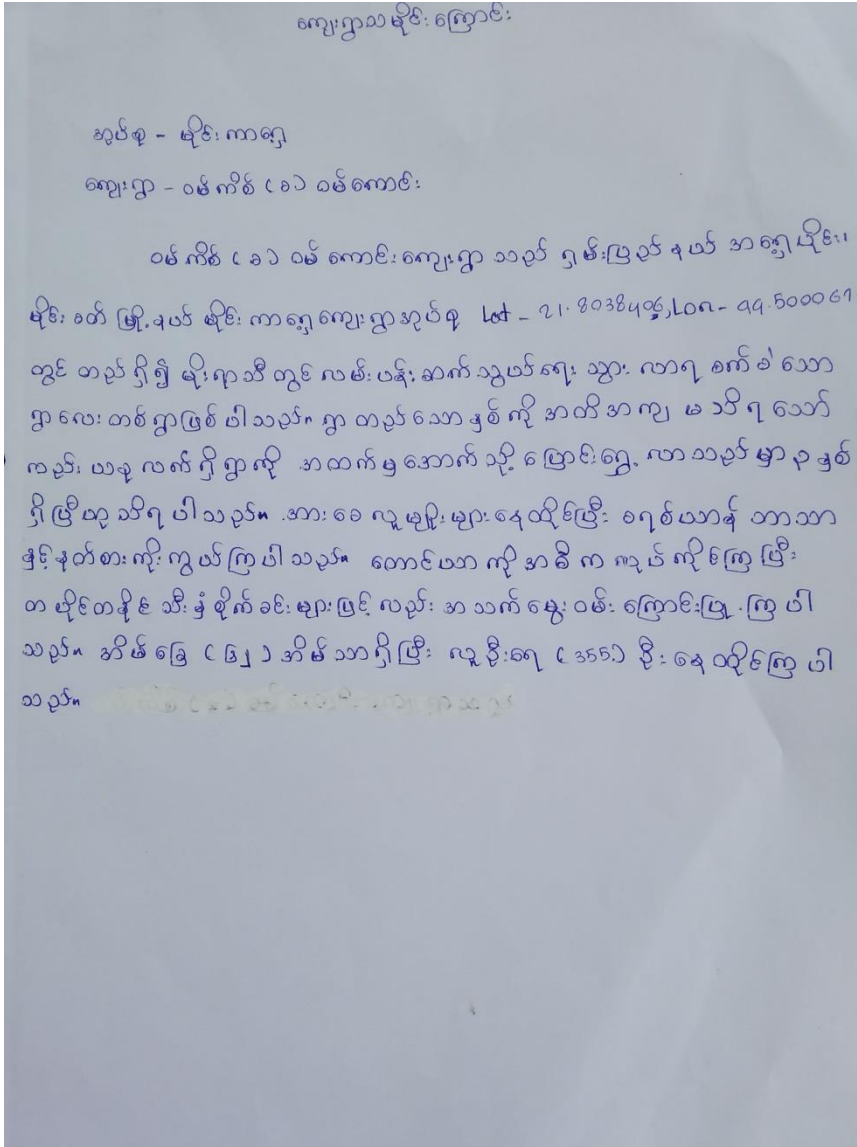 ကျေးရွာသမိုင်းကြောင်း
အုပ်စု - မိုင်းကာရှေ့
ကျေးရွာ - ဝမ်ကိစ် (ခ) ဝမ်ကောင်း
ဝမ်ကိစ် (ခ) ဝမ်ကောင်းကျေးရွာသည် ရှမ်းပြည်နယ် အရှေ့ပိုင်း၊
မိုင်းခတ်မြို့နယ် မိုင်းကာရှေ့ကျေးရွာအုပ်စု Lat - 21.8038406, Lon - 99.500067
တွင် တည်ရှိ၍ မိုးရာသီတွင် လမ်းပန်းဆက်သွယ်ရေး သွားလာရ ခက်ခဲသော
ရွာလေးတစ်ရွာဖြစ်ပါသည်။ ရွာတည်သောနှစ်ကို အတိအကျ မသိရသော်
လည်း ယခုလက်ရှိရွာကို အထက်မှအောက်သို့ ပြောင်းရွှေ့လာသည်မှာ ၃ နှစ်
ရှိပြီဟု သိရပါသည်။ အားခေလူမျိုးများနေထိုင်ပြီး ခရစ်ယာန်ဘာသာ
နှင့် နတ်စားကိုးကွယ်ကြပါသည်။ တောင်ယာကို အဓိကလုပ်ကိုင်ကြပြီး
တပိုင်တနိုင် သီးနှံစိုက်ခင်းများဖြင့်လည်း အသက်မွေးဝမ်းကြောင်းပြုကြပါ
သည်။ အိမ်ခြေ ( ) အိမ်သာရှိပြီး လူဦးရေ (355) ဦး နေထိုင်ကြပါ
သည်။